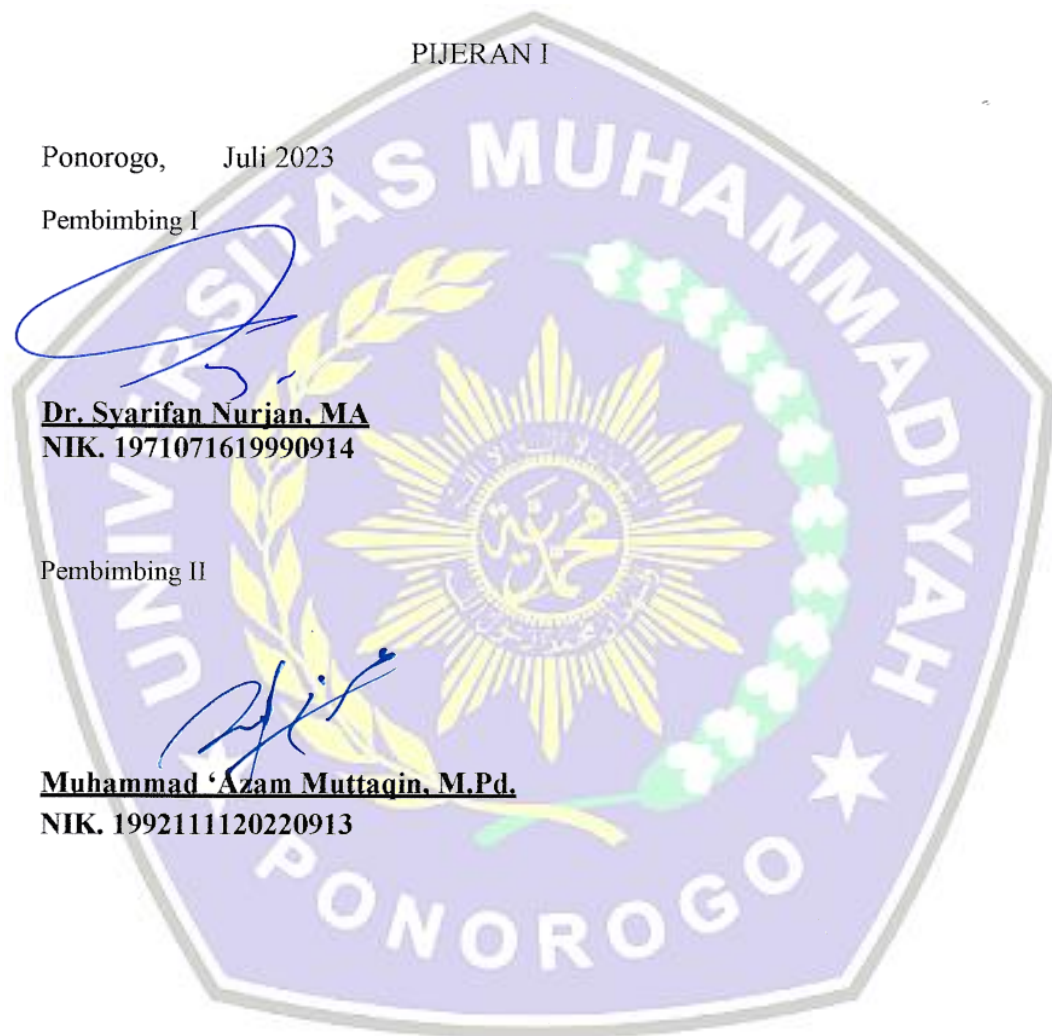 PIJERAN I
Ponorogo, Juli 2023
Pembimbing I
Dr. Syarifan Nurjan, MA
NIK. 1971071619990914
Pembimbing II
Muhammad ‘Azam Muttaqin, M.Pd.
NIK. 1992111120220913
UNIVERSITAS MUHAMMADIYAH
PONOROGO
محمدية